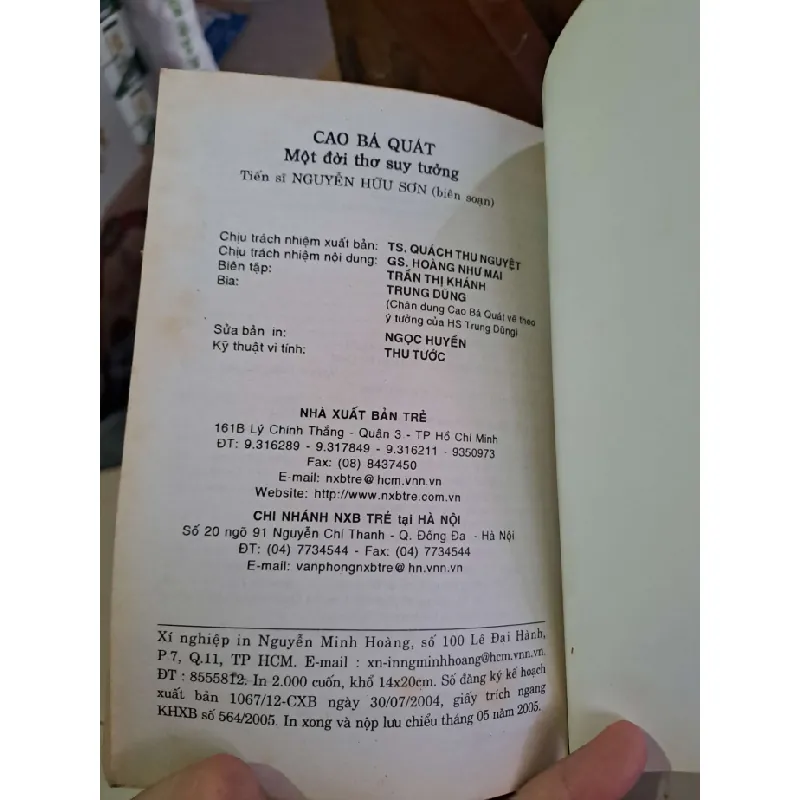 CAO BÁ QUÁT
Một đời thơ suy tưởng
Tiến sĩ NGUYỄN HỮU SƠN (biên soạn)
Chịu trách nhiệm xuất bản: TS. QUÁCH THU NGUYỆT
Chịu trách nhiệm nội dung: GS. HOÀNG NHƯ MAI
Biên tập: TRẦN THỊ KHÁNH
Bìa: TRUNG DŨNG
(Chân dung Cao Bá Quát vẽ theo
ý tưởng của HS Trung Dũng)
Sửa bản in: NGỌC HUYỀN
Kỹ thuật vi tính: THU TƯỚC
NHÀ XUẤT BẢN TRẺ
161B Lý Chính Thắng - Quận 3 - TP Hồ Chí Minh
ĐT: 9.316289 - 9.317849 - 9.316211 - 9350973
Fax: (08) 8437450
E-mail: nxbtre@hcm.vnn.vn
Website: http://www.nxbtre.com.vn
CHI NHÁNH NXB TRẺ tại HÀ NỘI
Số 20 ngõ 91 Nguyễn Chí Thanh - Q. Đống Đa - Hà Nội
ĐT: (04) 7734544 - Fax: (04) 7734544
E-mail: vanphongnxbtre@hn.vnn.vn
Xí nghiệp in Nguyễn Minh Hoàng, số 100 Lê Đại Hành,
P.7, Q.11, TP HCM. E-mail : xn-inngminhhoang@hcm.vnn.vn.
ĐT : 8555812. In 2.000 cuốn, khổ 14x20cm. Số đăng ký kế hoạch
xuất bản 1067/12-CXB ngày 30/07/2004, giấy trích ngang
KHXB số 564/2005. In xong và nộp lưu chiểu tháng 05 năm 2005.